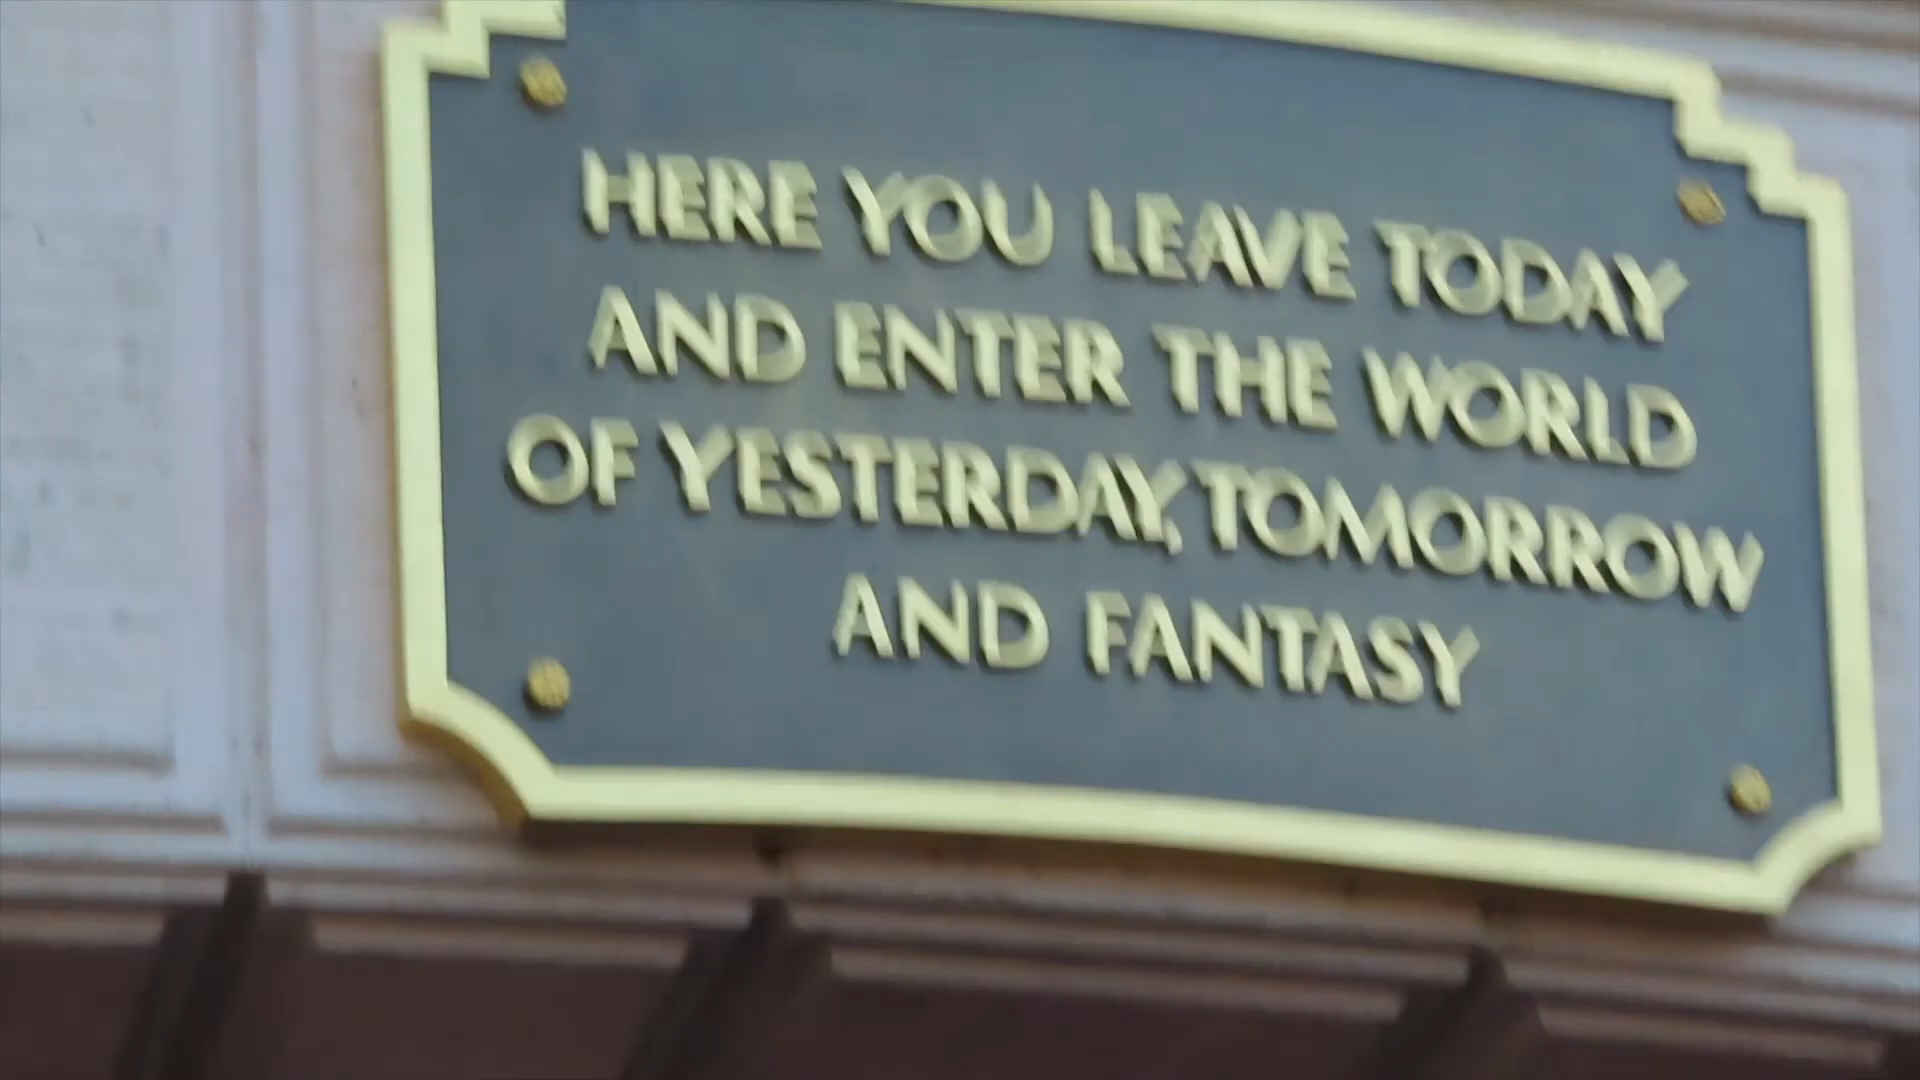 HERE YOU LEAVE TODAY
AND ENTER THE WORLD
OF YESTERDAY, TOMORROW
AND FANTASY